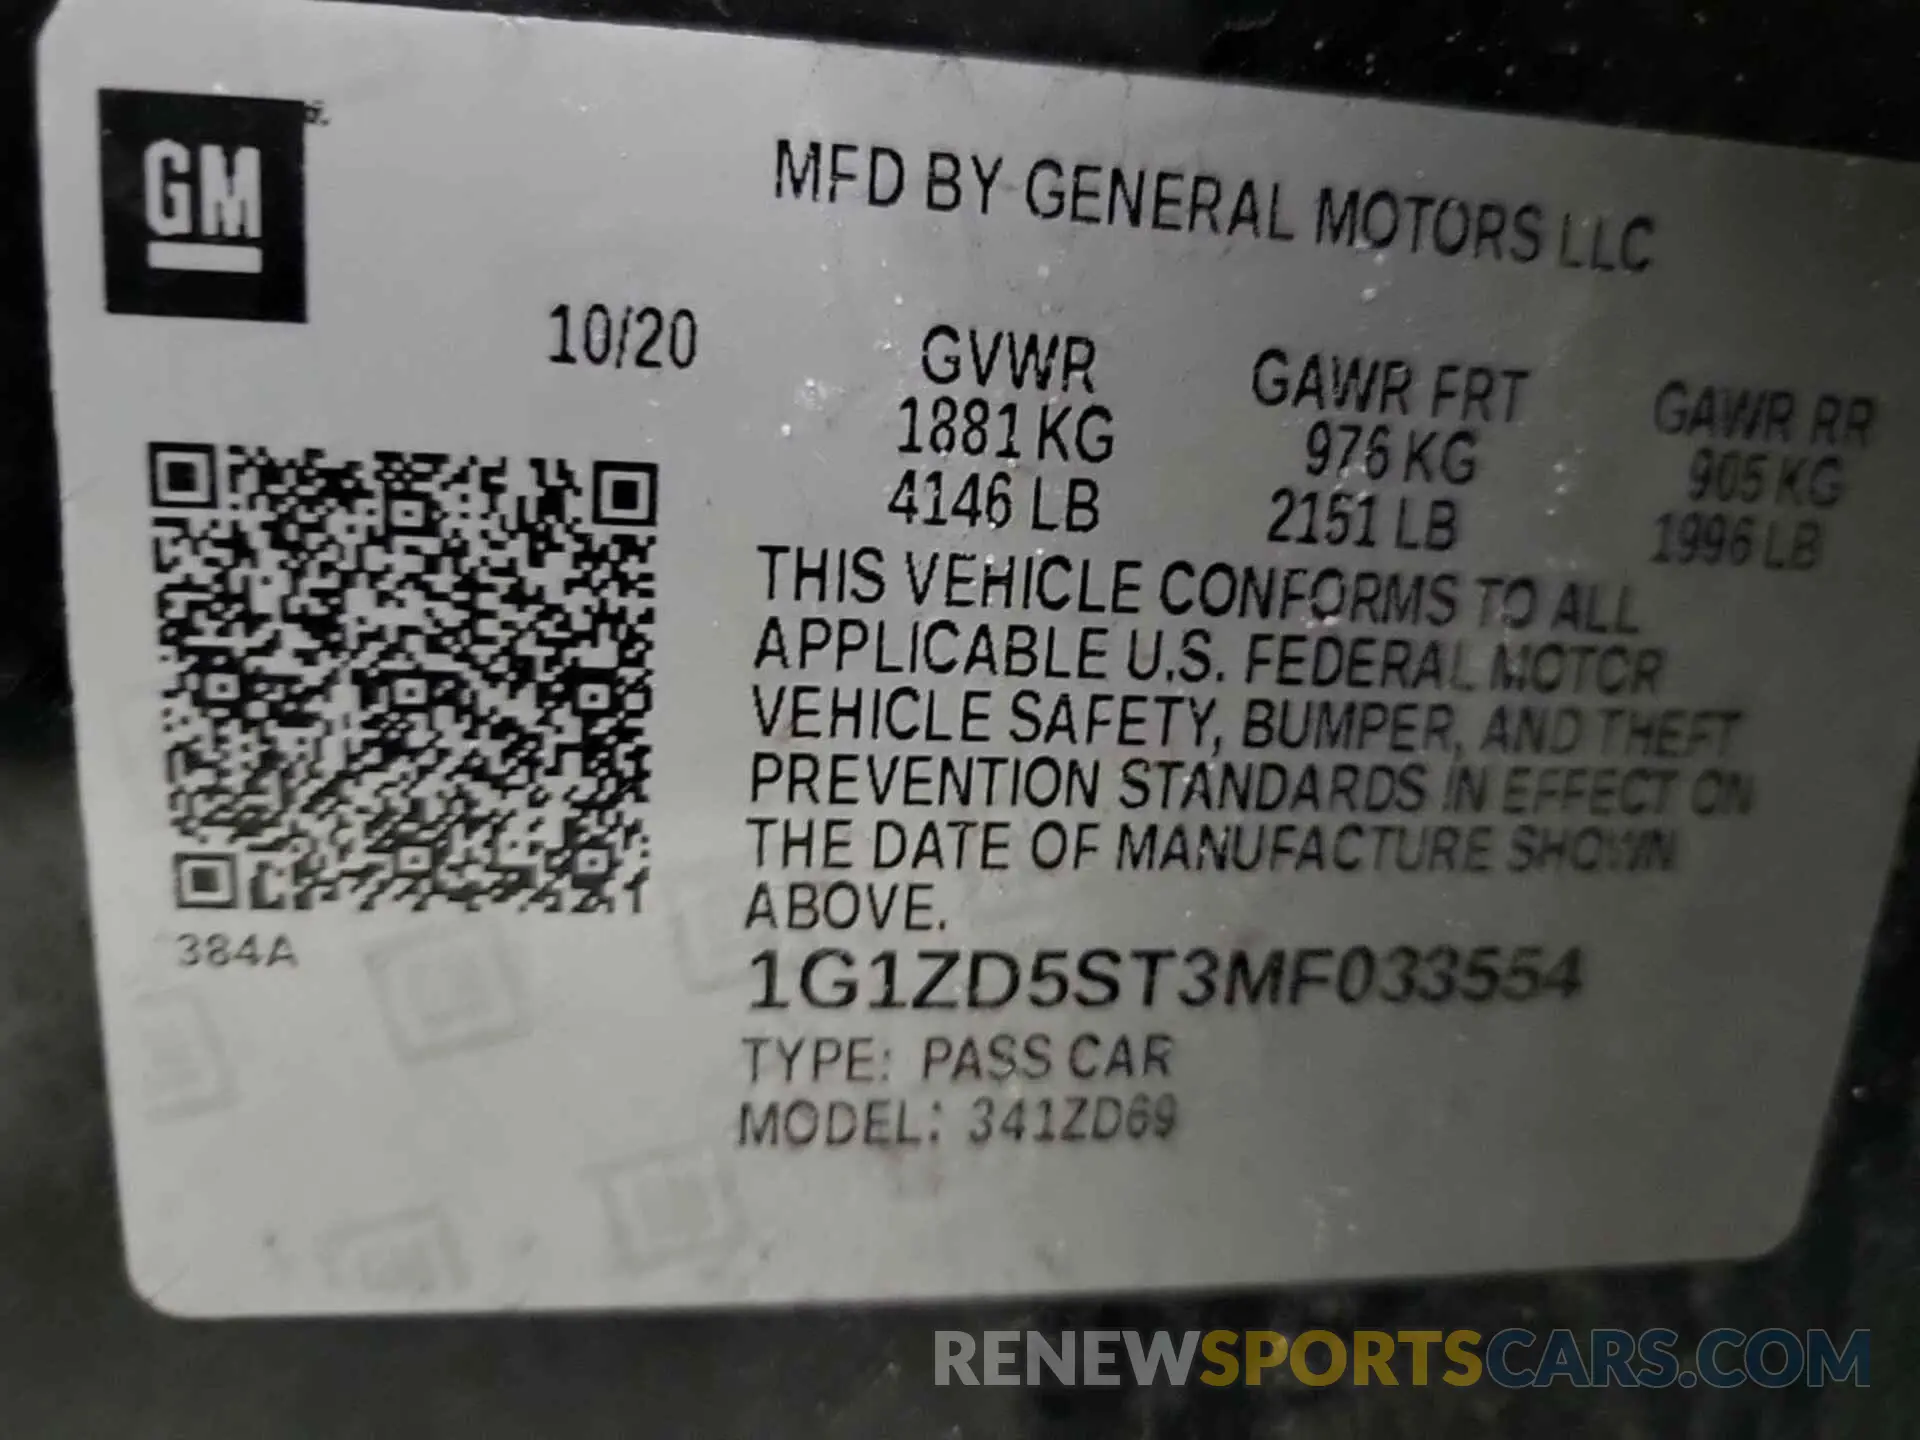 GM
MFD BY GENERAL MOTORS LLC
10/20
GVWR
1881 KG
4146 LB
GAWR FRT
976 KG
2151 LB
GAWR RR
905 KG
1996 LB
THIS VEHICLE CONFORMS TO ALL
APPLICABLE U.S. FEDERAL MOTOR
VEHICLE SAFETY, BUMPER, AND THEFT
PREVENTION STANDARDS IN EFFECT ON
THE DATE OF MANUFACTURE SHOWN
ABOVE.
384A
1G1ZD5ST3MF033554
TYPE: PASS CAR
MODEL: 341ZD69
RENEWSPORTSCARS.COM